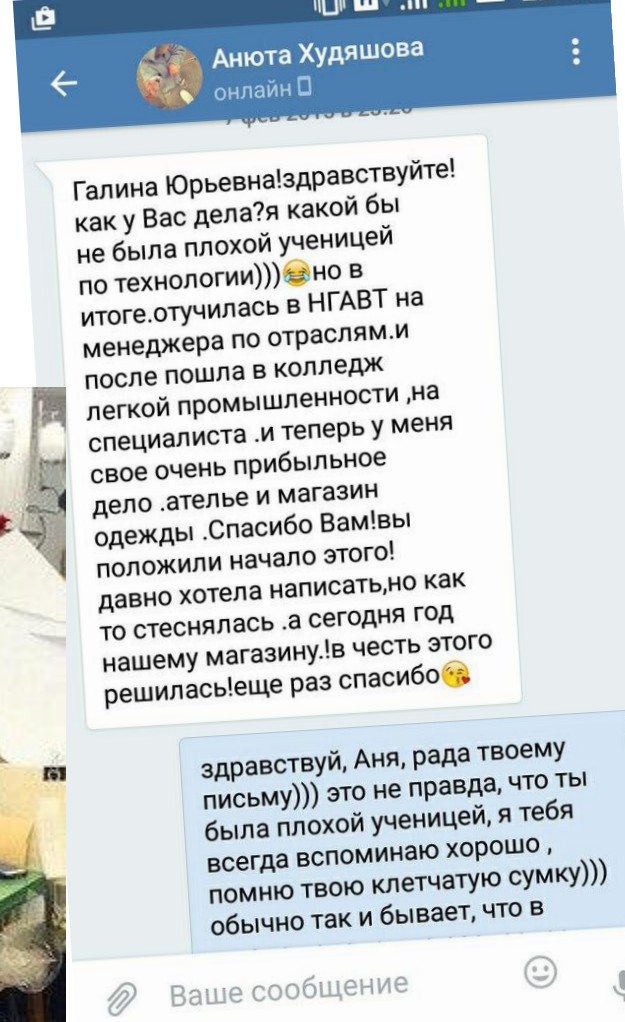 Анюта Худяшова
онлайн
Галина Юрьевна!здравствуйте!
как у Вас дела?я какой бы
не была плохой ученицей
по технологии)))😂но в
итоге.отучилась в НГАВТ на
менеджера по отраслям.и
после пошла в колледж
легкой промышленности ,на
специалиста .и теперь у меня
свое очень прибыльное
дело .ателье и магазин
одежды .Спасибо Вам!вы
положили начало этого!
давно хотела написать,но как
то стеснялась .а сегодня год
нашему магазину.!в честь этого
решилась!еще раз спасибо😘
здравствуй, Аня, рада твоему
письму))) это не правда, что ты
была плохой ученицей, я тебя
всегда вспоминаю хорошо ,
помню твою клетчатую сумку)))
обычно так и бывает, что в
Ваше сообщение